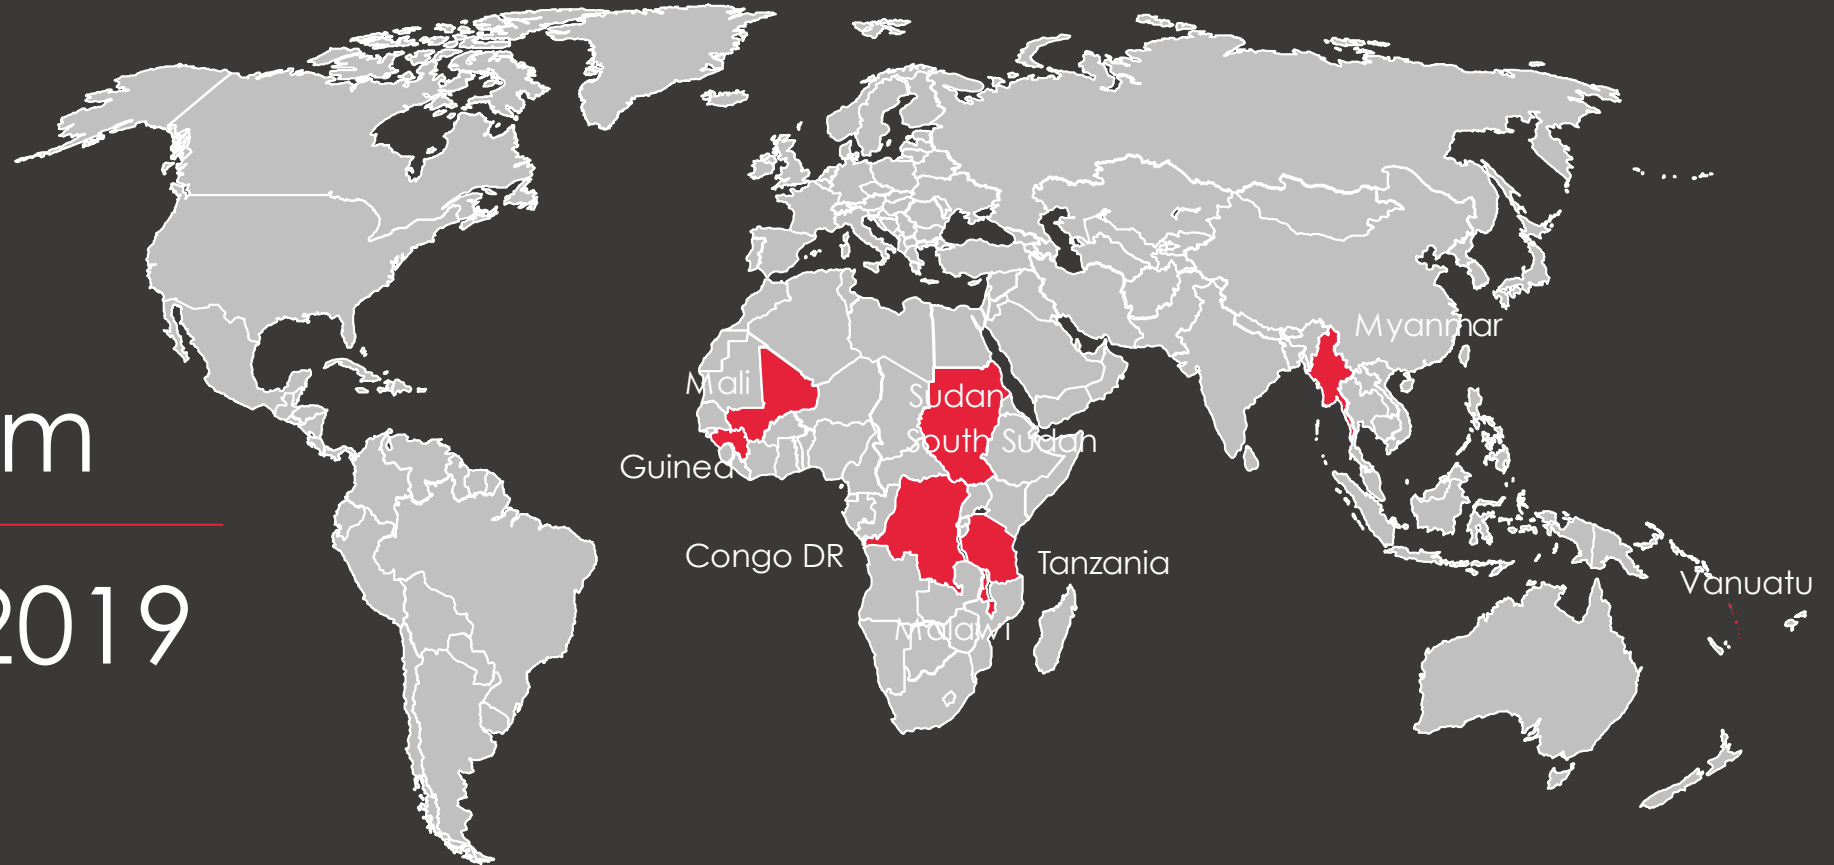 Myanmar
Mali
Sudan
South Sudan
m
Guinea
Congo DR
Tanzania
Vanuatu
2019
Malawi